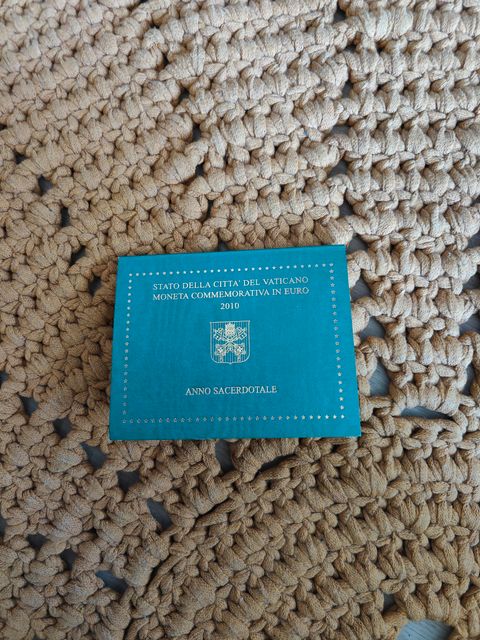 STATO DELLA CITTA' DEL VATICANO
MONETA COMMEMORATIVA IN EURO
2010
ANNO SACERDOTALE